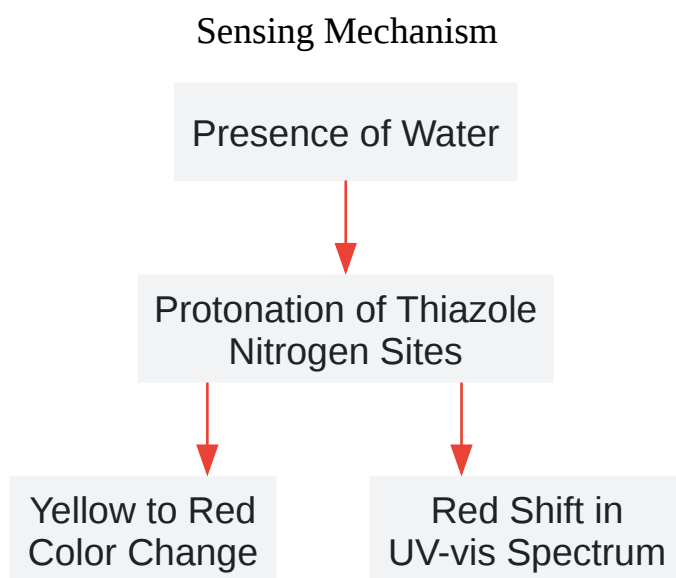 Sensing Mechanism
Presence of Water
Protonation of Thiazole
Nitrogen Sites
Yellow to Red
Color Change
Red Shift in
UV-vis Spectrum